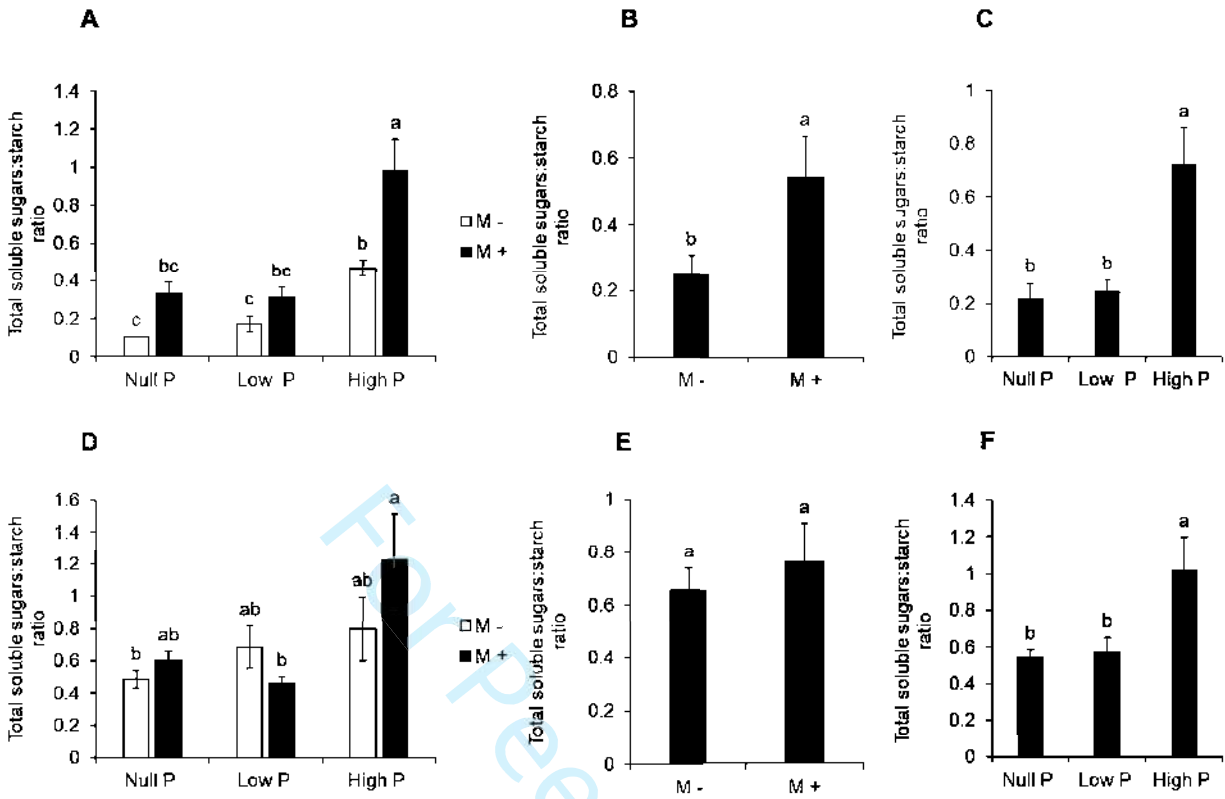 A
Total soluble sugars:starch
ratio
1.4
1.2
1
0.8
0.6
0.4
0.2
0
c
bc
c
bc
b
a
Null P
Low P
High P
M -
M +
B
Total soluble sugars:starch
ratio
0.8
0.6
0.4
0.2
0
b
a
M -
M +
C
Total soluble sugars:starch
ratio
1
0.8
0.6
0.4
0.2
0
b
b
a
Null P
Low P
High P
D
Total soluble sugars:starch
ratio
1.6
1.4
1.2
1
0.8
0.6
0.4
0.2
0
b
ab
ab
b
ab
a
Null P
Low P
High P
M -
M +
E
Total soluble sugars:starch
ratio
1
0.8
0.6
0.4
0.2
0
a
a
M -
M +
F
Total soluble sugars:starch
ratio
1.4
1.2
1
0.8
0.6
0.4
0.2
0
b
b
a
Null P
Low P
High P
For Pee